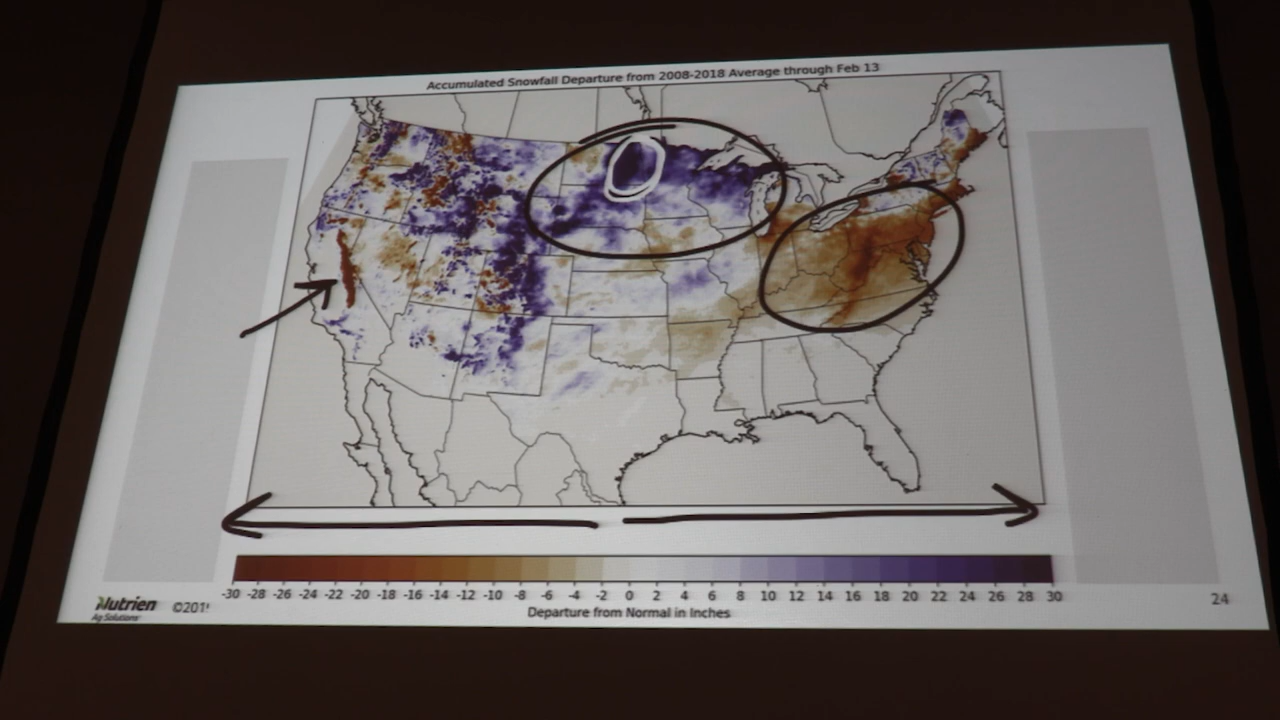 Accumulated Snowfall Departure from 2008-2018 Average through Feb 13
-30 -28 -26 -24 -22 -20 -18 -16 -14 -12 -10 -8 -6 -4 -2 0 2 4 6 8 10 12 14 16 18 20 22 24 26 28 30
Departure from Normal in Inches
Nutrien
Ag Solutions
©201
24